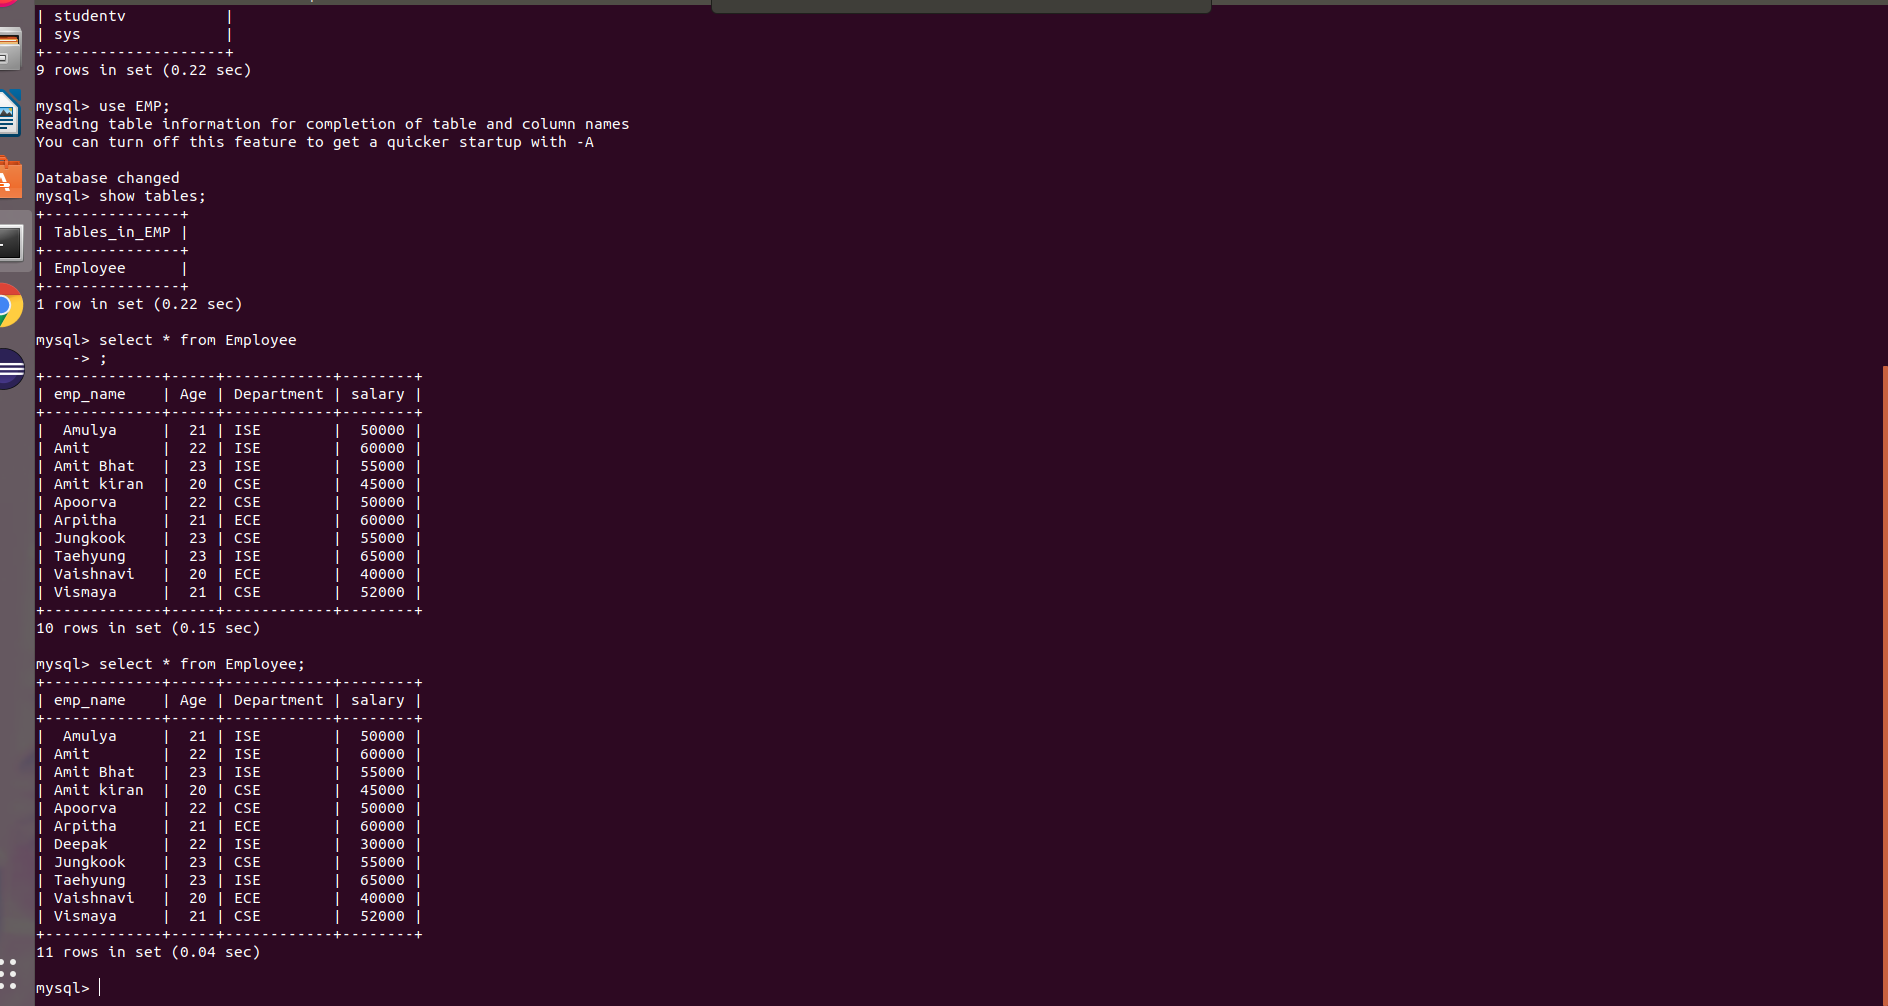 | studentv           |
| sys                |
+--------------------+
9 rows in set (0.22 sec)

mysql> use EMP;
Reading table information for completion of table and column names
You can turn off this feature to get a quicker startup with -A

Database changed
mysql> show tables;
+---------------+
| Tables_in_EMP |
+---------------+
| Employee      |
+---------------+
1 row in set (0.22 sec)

mysql> select * from Employee
    -> ;
+-------------+-----+------------+--------+
| emp_name    | Age | Department | salary |
+-------------+-----+------------+--------+
|  Amulya     |  21 | ISE        |  50000 |
| Amit        |  22 | ISE        |  60000 |
| Amit Bhat   |  23 | ISE        |  55000 |
| Amit kiran  |  20 | CSE        |  45000 |
| Apoorva     |  22 | CSE        |  50000 |
| Arpitha     |  21 | ECE        |  60000 |
| Jungkook    |  23 | CSE        |  55000 |
| Taehyung    |  23 | ISE        |  65000 |
| Vaishnavi   |  20 | ECE        |  40000 |
| Vismaya     |  21 | CSE        |  52000 |
+-------------+-----+------------+--------+
10 rows in set (0.15 sec)

mysql> select * from Employee;
+-------------+-----+------------+--------+
| emp_name    | Age | Department | salary |
+-------------+-----+------------+--------+
|  Amulya     |  21 | ISE        |  50000 |
| Amit        |  22 | ISE        |  60000 |
| Amit Bhat   |  23 | ISE        |  55000 |
| Amit kiran  |  20 | CSE        |  45000 |
| Apoorva     |  22 | CSE        |  50000 |
| Arpitha     |  21 | ECE        |  60000 |
| Deepak      |  22 | ISE        |  30000 |
| Jungkook    |  23 | CSE        |  55000 |
| Taehyung    |  23 | ISE        |  65000 |
| Vaishnavi   |  20 | ECE        |  40000 |
| Vismaya     |  21 | CSE        |  52000 |
+-------------+-----+------------+--------+
11 rows in set (0.04 sec)

mysql>